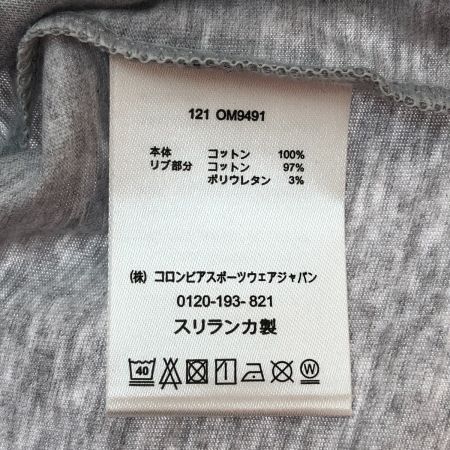 121 OM9491
本体 コットン 100%
リブ部分 コットン 97%
ポリウレタン 3%
(株) コロンビアスポーツウェアジャパン
0120-193-821
スリランカ製
40 W